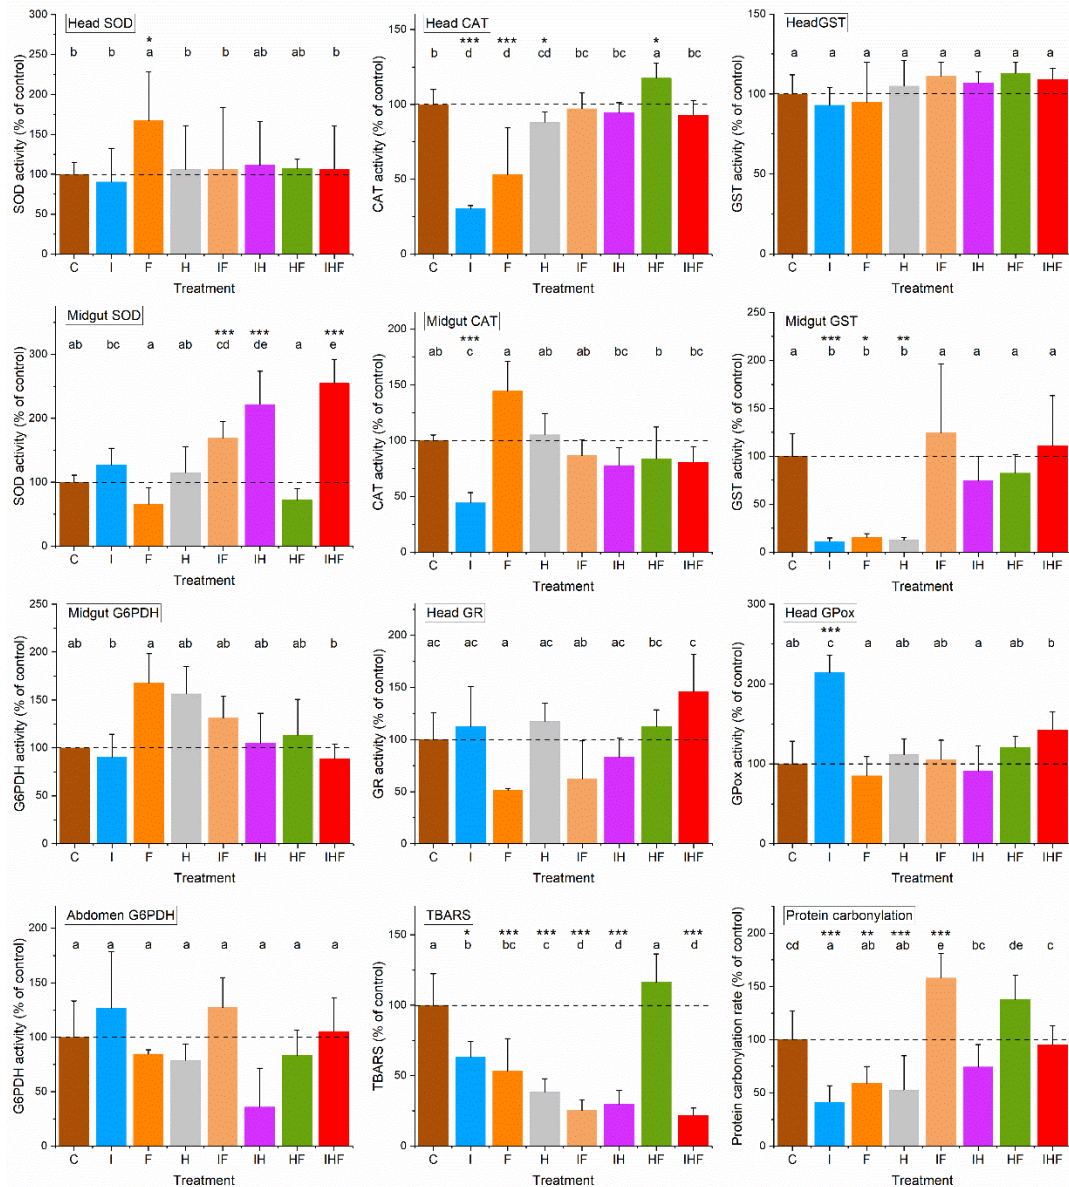 Head SOD
300
250
200
150
100
50
0
SOD activity (% of control)
*
b b a b b ab ab b
C I F H IF IH HF IHF
Treatment
Head CAT
150
100
50
0
CAT activity (% of control)
*** *** * *
b d d cd bc bc a bc
C I F H IF IH HF IHF
Treatment
HeadGST
150
100
50
0
GST activity (% of control)
a a a a a a a a
C I F H IF IH HF IHF
Treatment
Midgut SOD
300
200
100
0
SOD activity (% of control)
*** *** ***
ab bc a ab cd de a e
C I F H IF IH HF IHF
Treatment
Midgut CAT
200
150
100
50
0
CAT activity (% of control)
***
ab c a ab ab bc b bc
C I F H IF IH HF IHF
Treatment
Midgut GST
250
200
150
100
50
0
GST activity (% of control)
*** * **
a b b b a a a a
C I F H IF IH HF IHF
Treatment
Midgut G6PDH
250
200
150
100
50
0
G6PDH activity (% of control)
ab b a ab ab ab ab b
C I F H IF IH HF IHF
Treatment
Head GR
200
150
100
50
0
GR activity (% of control)
ac ac a ac ab ac bc c
C I F H IF IH HF IHF
Treatment
Head GPox
300
250
200
150
100
50
0
GPox activity (% of control)
***
ab c a ab ab a ab b
C I F H IF IH HF IHF
Treatment
Abdomen G6PDH
200
150
100
50
0
G6PDH activity (% of control)
a a a a a a a a
C I F H IF IH HF IHF
Treatment
TBARS
150
100
50
0
TBARS (% of control)
* *** *** *** *** ***
a b bc c d d a d
C I F H IF IH HF IHF
Treatment
Protein carbonylation
200
150
100
50
0
Protein carbonylation rate (% of control)
*** ** *** ***
cd a ab ab e bc de c
C I F H IF IH HF IHF
Treatment